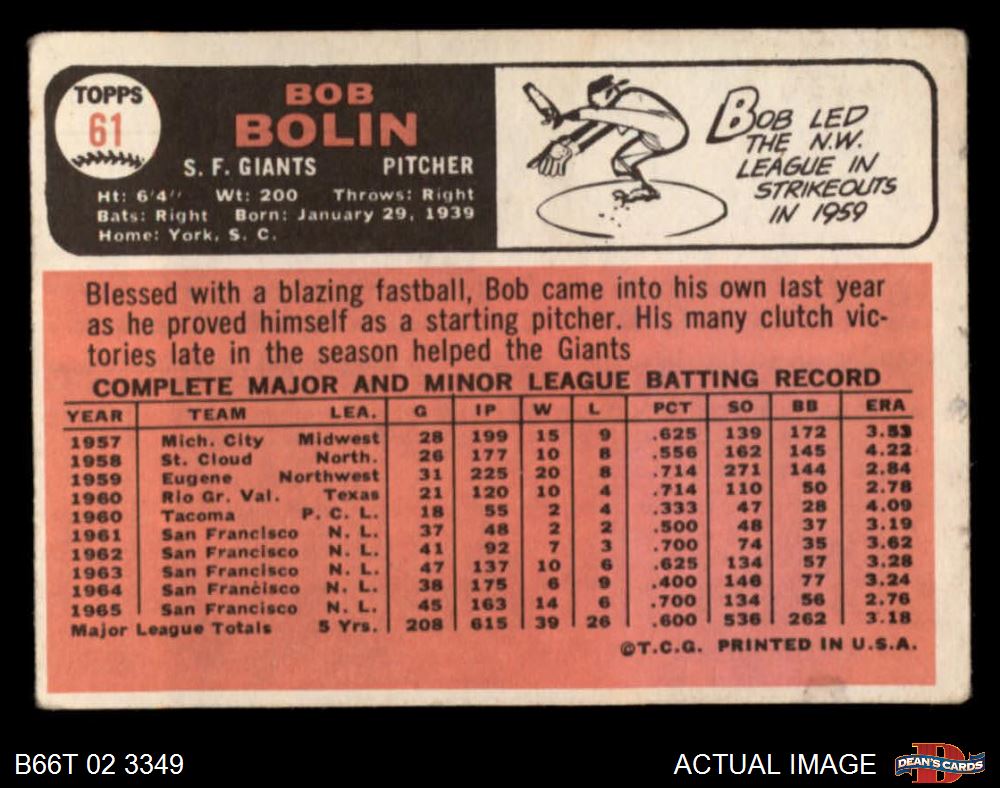 TOPPS
61
BOB
BOLIN
S. F. GIANTS PITCHER
Ht: 6'4" Wt: 200 Throws: Right
Bats: Right Born: January 29, 1939
Home: York, S. C.
BOB LED
THE N.W.
LEAGUE IN
STRIKEOUTS
IN 1959
Blessed with a blazing fastball, Bob came into his own last year
as he proved himself as a starting pitcher. His many clutch vic-
tories late in the season helped the Giants
COMPLETE MAJOR AND MINOR LEAGUE BATTING RECORD
YEAR TEAM LEA. G IP W L PCT SO BB ERA
1957 Mich. City Midwest 28 199 15 9 .625 139 172 3.53
1958 St. Cloud North. 26 177 10 8 .556 162 145 4.22
1959 Eugene Northwest 31 225 20 8 .714 271 144 2.84
1960 Rio Gr. Val. Texas 21 120 10 4 .714 110 50 2.78
1960 Tacoma P. C. L. 18 55 2 4 .333 47 28 4.09
1961 San Francisco N. L. 37 48 2 2 .500 48 37 3.19
1962 San Francisco N. L. 41 92 7 3 .700 74 35 3.62
1963 San Francisco N. L. 47 137 10 6 .625 134 57 3.28
1964 San Francisco N. L. 38 175 6 9 .400 146 77 3.24
1965 San Francisco N. L. 45 163 14 6 .700 134 56 2.76
Major League Totals 5 Yrs. 208 615 39 26 .600 536 262 3.18
©T.C.G. PRINTED IN U.S.A.
B66T 02 3349
ACTUAL IMAGE
DEAN'S CARDS